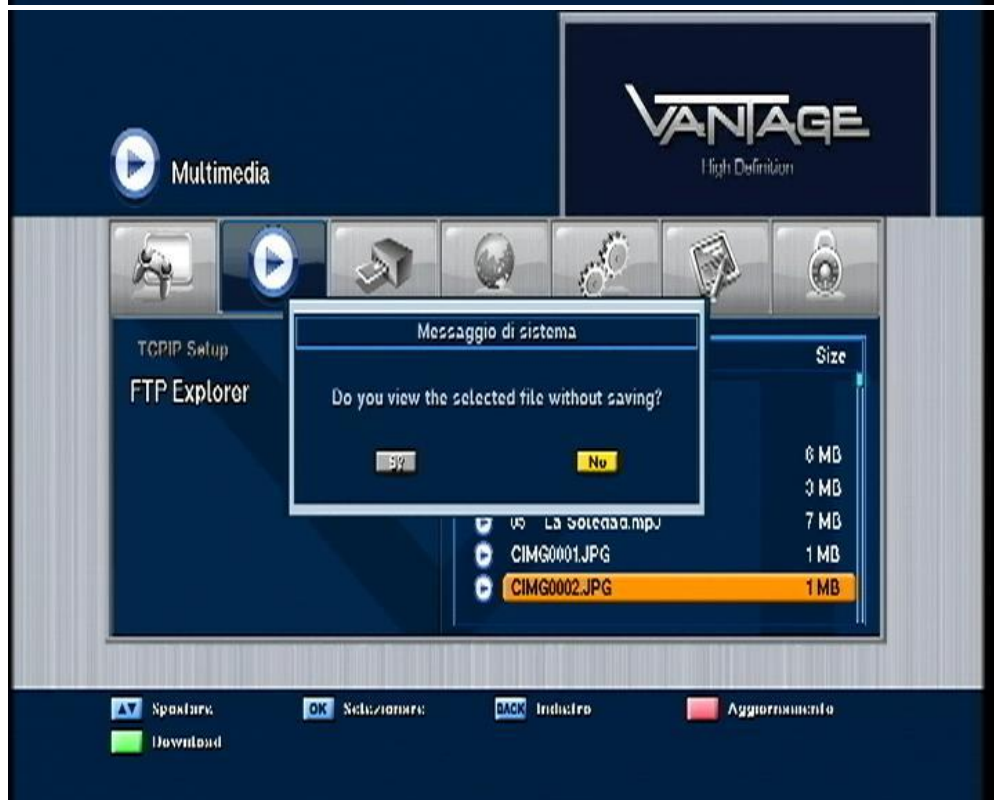 VANTAGE
High Definition
Multimedia
TCPIP Setup
FTP Explorer
Size
Messaggio di sistema
Do you view the selected file without saving?
S?
No
6 MB
3 MB
05 La Soledad.mp3
7 MB
CIMG0001.JPG
1 MB
CIMG0002.JPG
1 MB
Spostare
OK Selezionare
BACK Indietro
Aggiornamento
Download